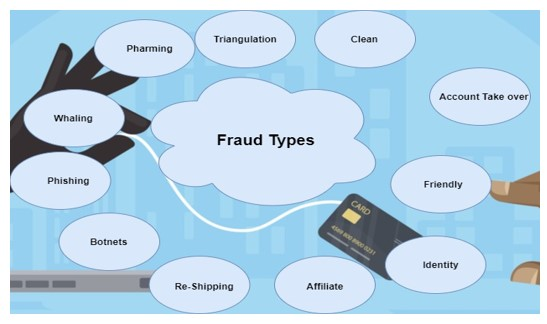 Pharming
Triangulation
Clean
Account Take over
Whaling
Fraud Types
Phishing
Friendly
Botnets
Identity
Re-Shipping
Affiliate
CARD